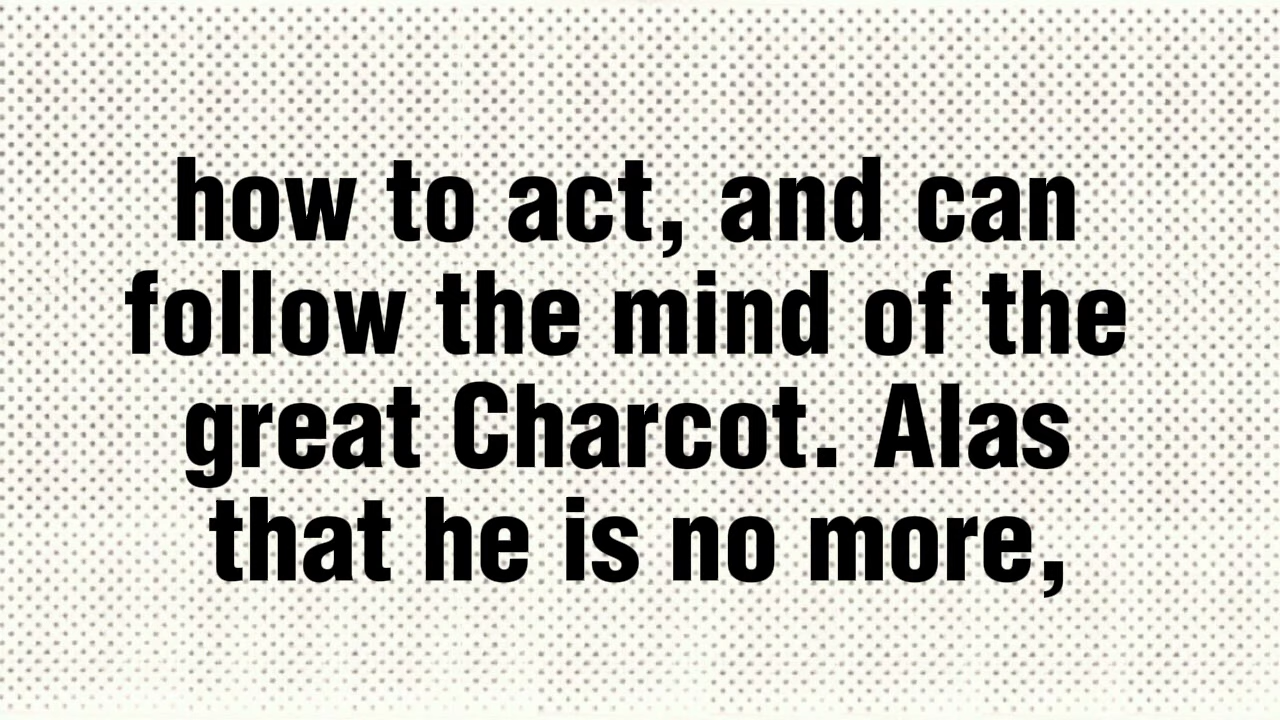 how to act, and can
follow the mind of the
great Charcot. Alas
that he is no more,